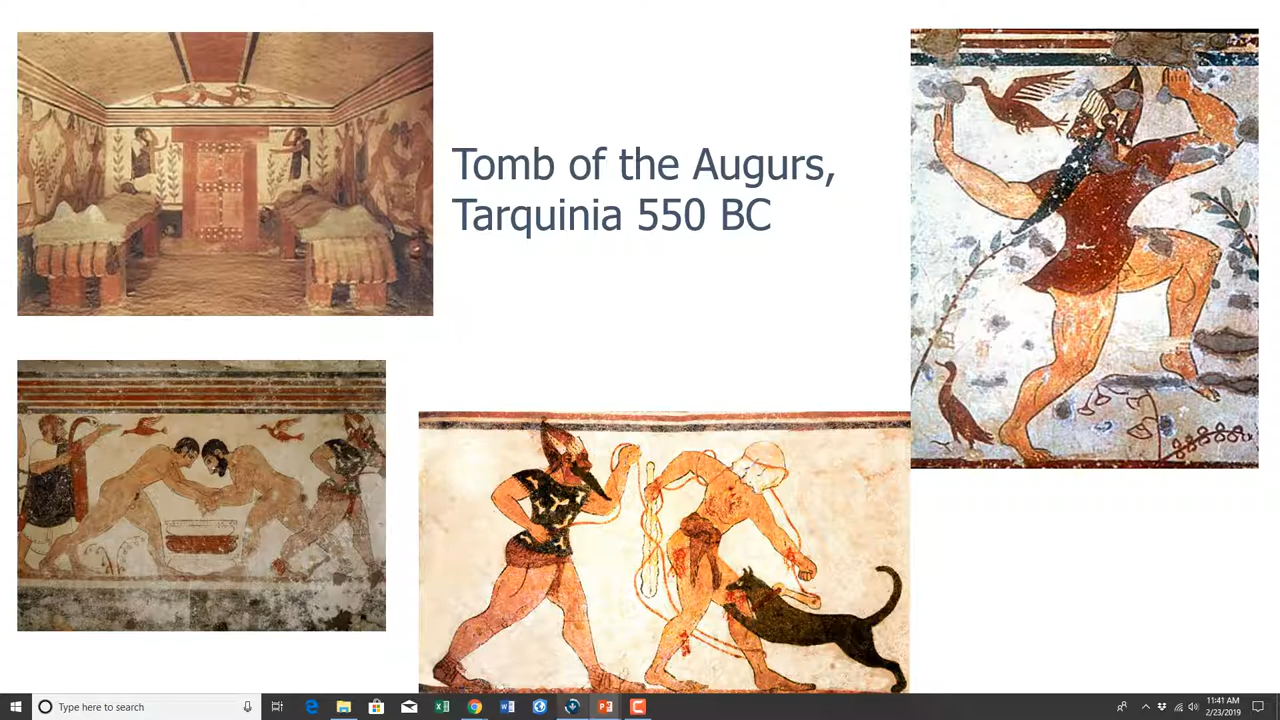 Tomb of the Augurs,
Tarquinia 550 BC
Type here to search
11:41 AM
2/23/2019